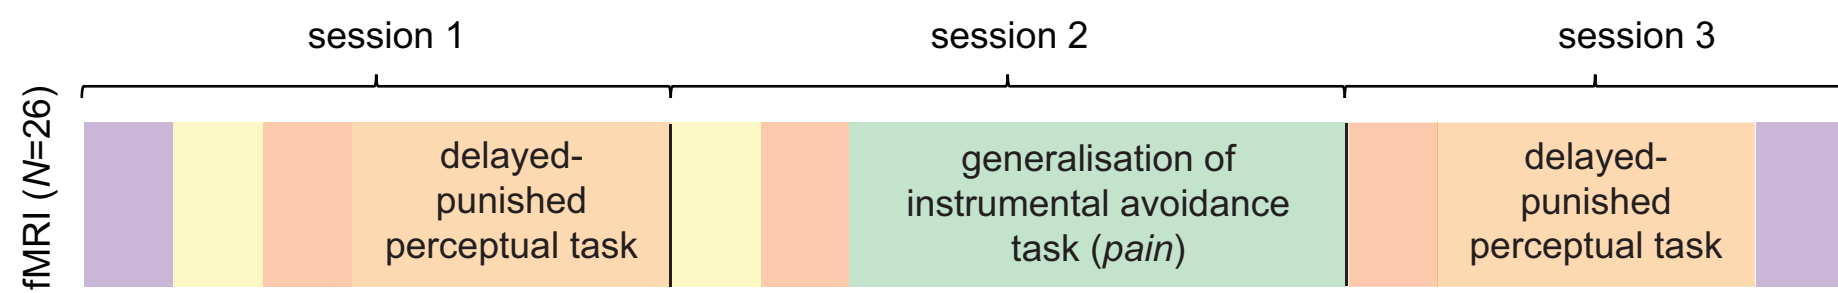 session 1
session 2
session 3
fMRI (N=26)
delayed-
punished
perceptual task
generalisation of
instrumental avoidance
task (pain)
delayed-
punished
perceptual task